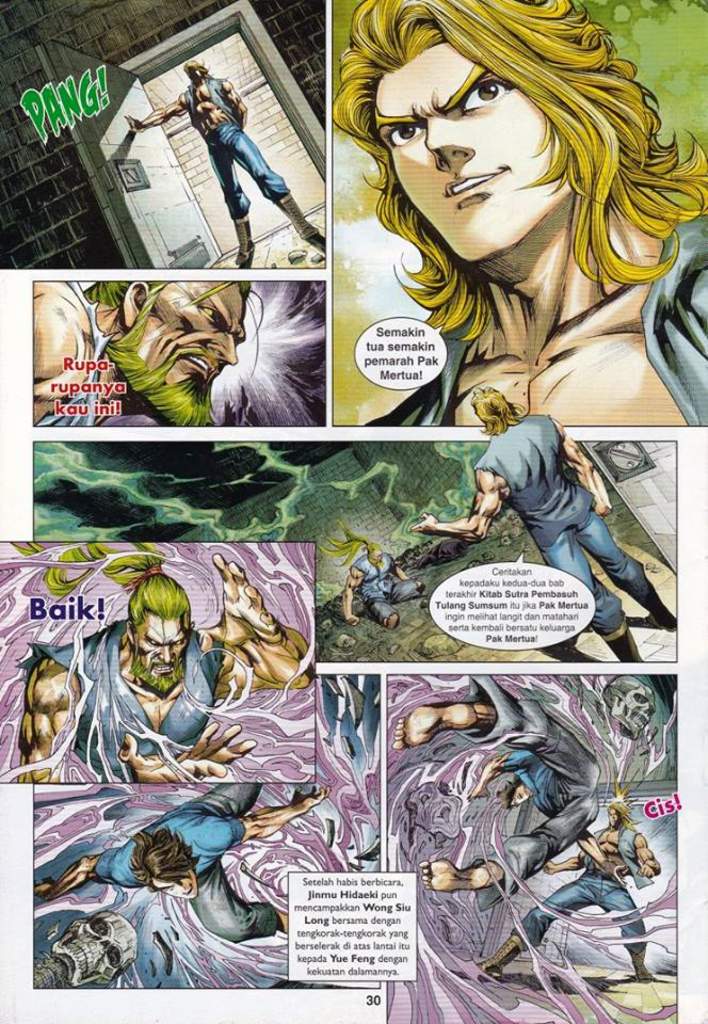 PANG!
Semakin
tua semakin
pemarah Pak
Mertua!
Rupa-
rupanya
kau ini!
Ceritakan
kepadaku kedua-dua bab
terakhir Kitab Sutra Pembasuh
Tulang Sumsum itu jika Pak Mertua
ingin melihat langit dan matahari
serta kembali bersatu keluarga
Pak Mertua!
Baik!
Cis!
Setelah habis berbicara,
Jinmu Hidaeki pun
mencampakkan Wong Siu
Long bersama dengan
tengkorak-tengkorak yang
berselerak di atas lantai itu
kepada Yue Feng dengan
kekuatan dalamannya.
30